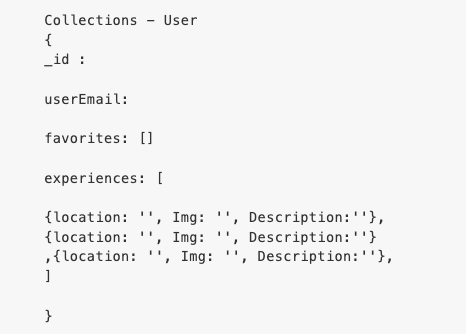 Collections – User
{
_id :
userEmail:
favorites: []
experiences: [
{location: '', Img: '', Description:''},
{location: '', Img: '', Description:''}
,{location: '', Img: '', Description:''},
]
}